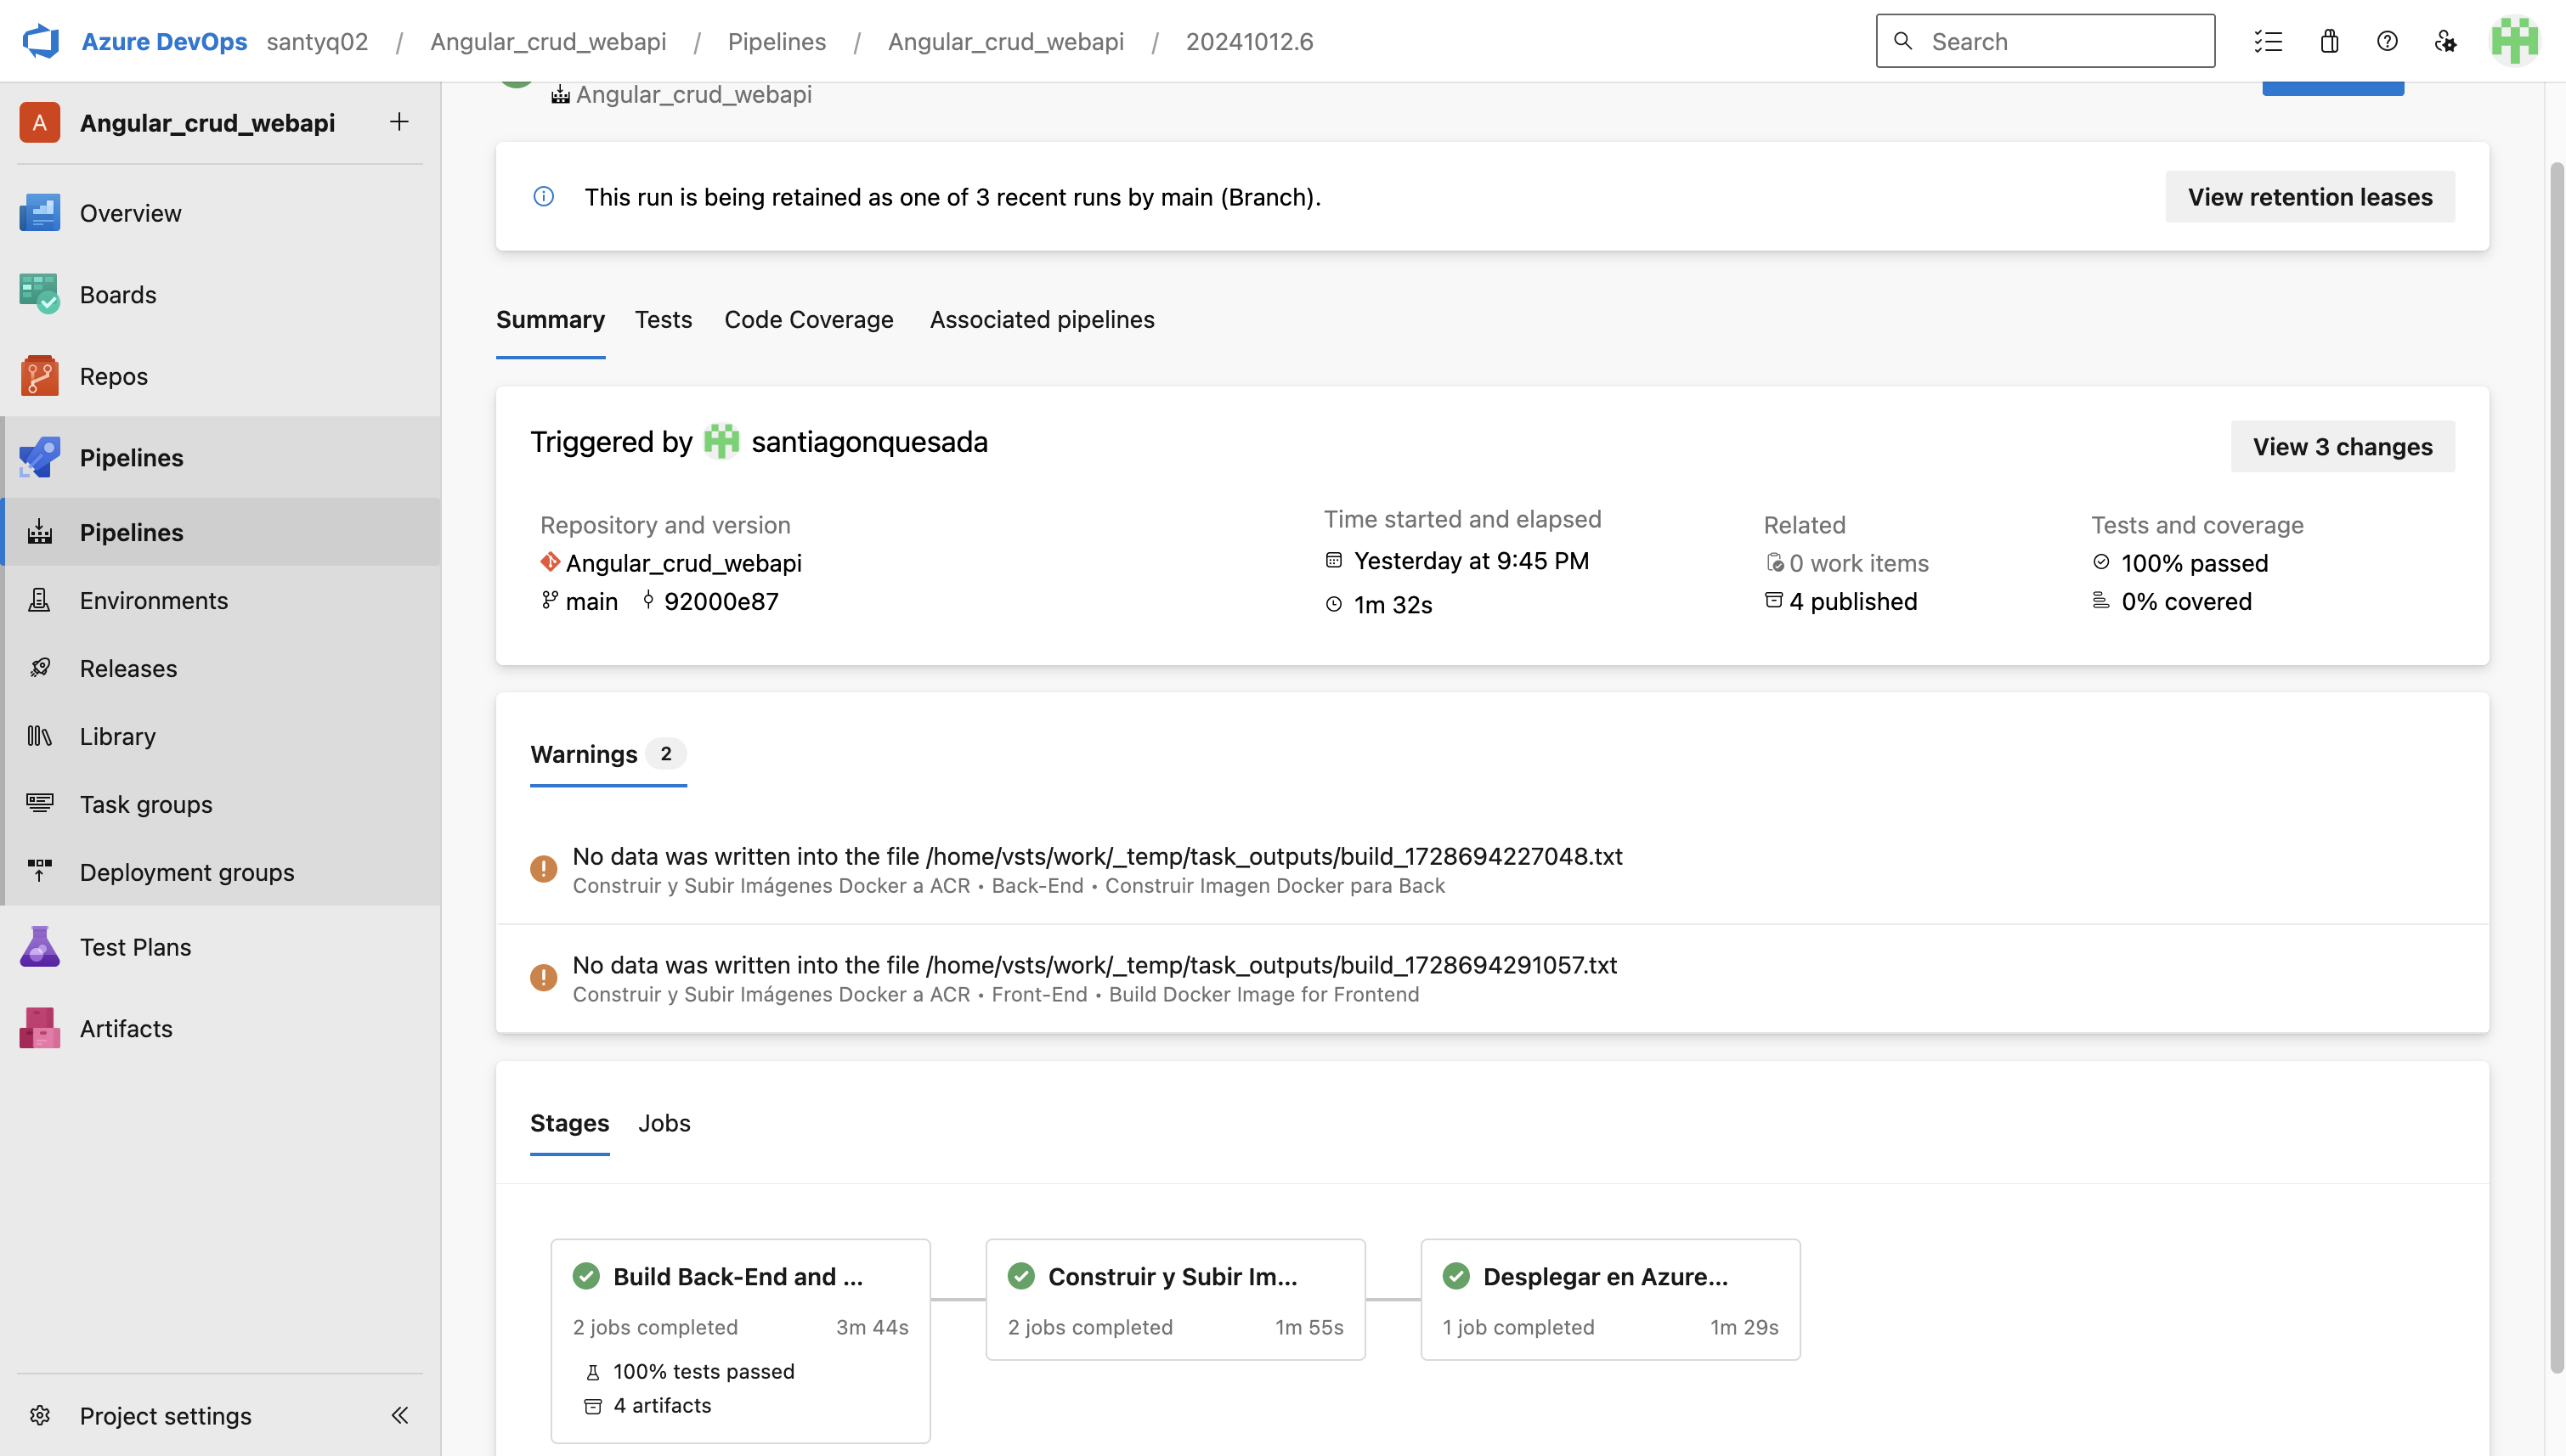 Azure DevOps santyq02 / Angular_crud_webapi / Pipelines / Angular_crud_webapi / 20241012.6
Search
A Angular_crud_webapi
Overview
Boards
Repos
Pipelines
Pipelines
Environments
Releases
Library
Task groups
Deployment groups
Test Plans
Artifacts
Project settings
Angular_crud_webapi
This run is being retained as one of 3 recent runs by main (Branch).
View retention leases
Summary Tests Code Coverage Associated pipelines
Triggered by santiagonquesada
View 3 changes
Repository and version
Angular_crud_webapi
main 92000e87
Time started and elapsed
Yesterday at 9:45 PM
1m 32s
Related
0 work items
4 published
Tests and coverage
100% passed
0% covered
Warnings 2
No data was written into the file /home/vsts/work/_temp/task_outputs/build_1728694227048.txt
Construir y Subir Imágenes Docker a ACR • Back-End • Construir Imagen Docker para Back
No data was written into the file /home/vsts/work/_temp/task_outputs/build_1728694291057.txt
Construir y Subir Imágenes Docker a ACR • Front-End • Build Docker Image for Frontend
Stages Jobs
Build Back-End and ...
2 jobs completed 3m 44s
100% tests passed
4 artifacts
Construir y Subir Im...
2 jobs completed 1m 55s
Desplegar en Azure...
1 job completed 1m 29s